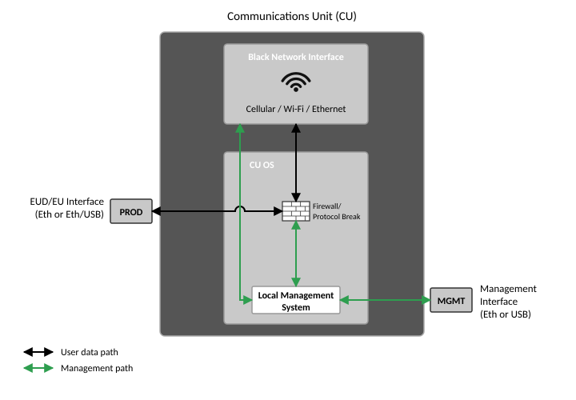 Communications Unit (CU)
Black Network Interface
Cellular / Wi-Fi / Ethernet
CU OS
EUD/EU Interface
(Eth or Eth/USB)
PROD
Firewall/
Protocol Break
Local Management
System
MGMT
Management
Interface
(Eth or USB)
User data path
Management path